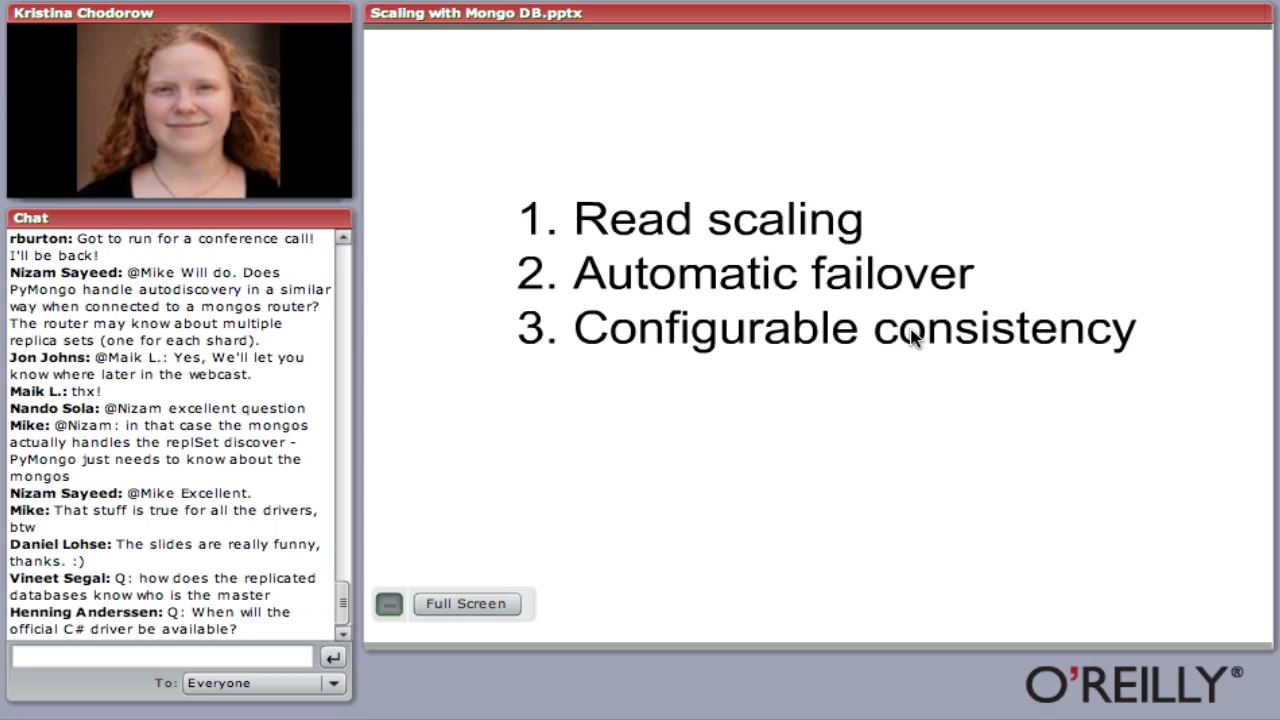 Kristina Chodorow
Chat
rburton: Got to run for a conference call!
I'll be back!
Nizam Sayeed: @Mike Will do. Does
PyMongo handle autodiscovery in a similar
way when connected to a mongos router?
The router may know about multiple
replica sets (one for each shard).
Jon Johns: @Maik L.: Yes, We'll let you
know where later in the webcast.
Maik L.: thx!
Nando Sola: @Nizam excellent question
Mike: @Nizam: in that case the mongos
actually handles the replSet discover -
PyMongo just needs to know about the
mongos
Nizam Sayeed: @Mike Excellent.
Mike: That stuff is true for all the drivers,
btw
Daniel Lohse: The slides are really funny,
thanks. :)
Vineet Segal: Q: how does the replicated
databases know who is the master
Henning Anderssen: Q: When will the
official C# driver be available?
To: Everyone
Scaling with Mongo DB.pptx
1. Read scaling
2. Automatic failover
3. Configurable consistency
Full Screen
O'REILLY®